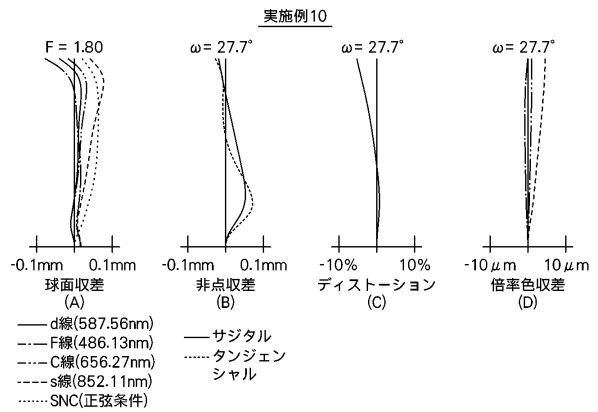 実施例10
F = 1.80
ω= 27.7°
ω= 27.7°
ω= 27.7°
-0.1mm 0.1mm
-0.1mm 0.1mm
-10% 10%
-10μm 10μm
球面収差
(A)
非点収差
(B)
ディストーション
(C)
倍率色収差
(D)
d線(587.56nm)
F線(486.13nm)
C線(656.27nm)
s線(852.11nm)
SNC(正弦条件)
サジタル
タンジェン
シャル